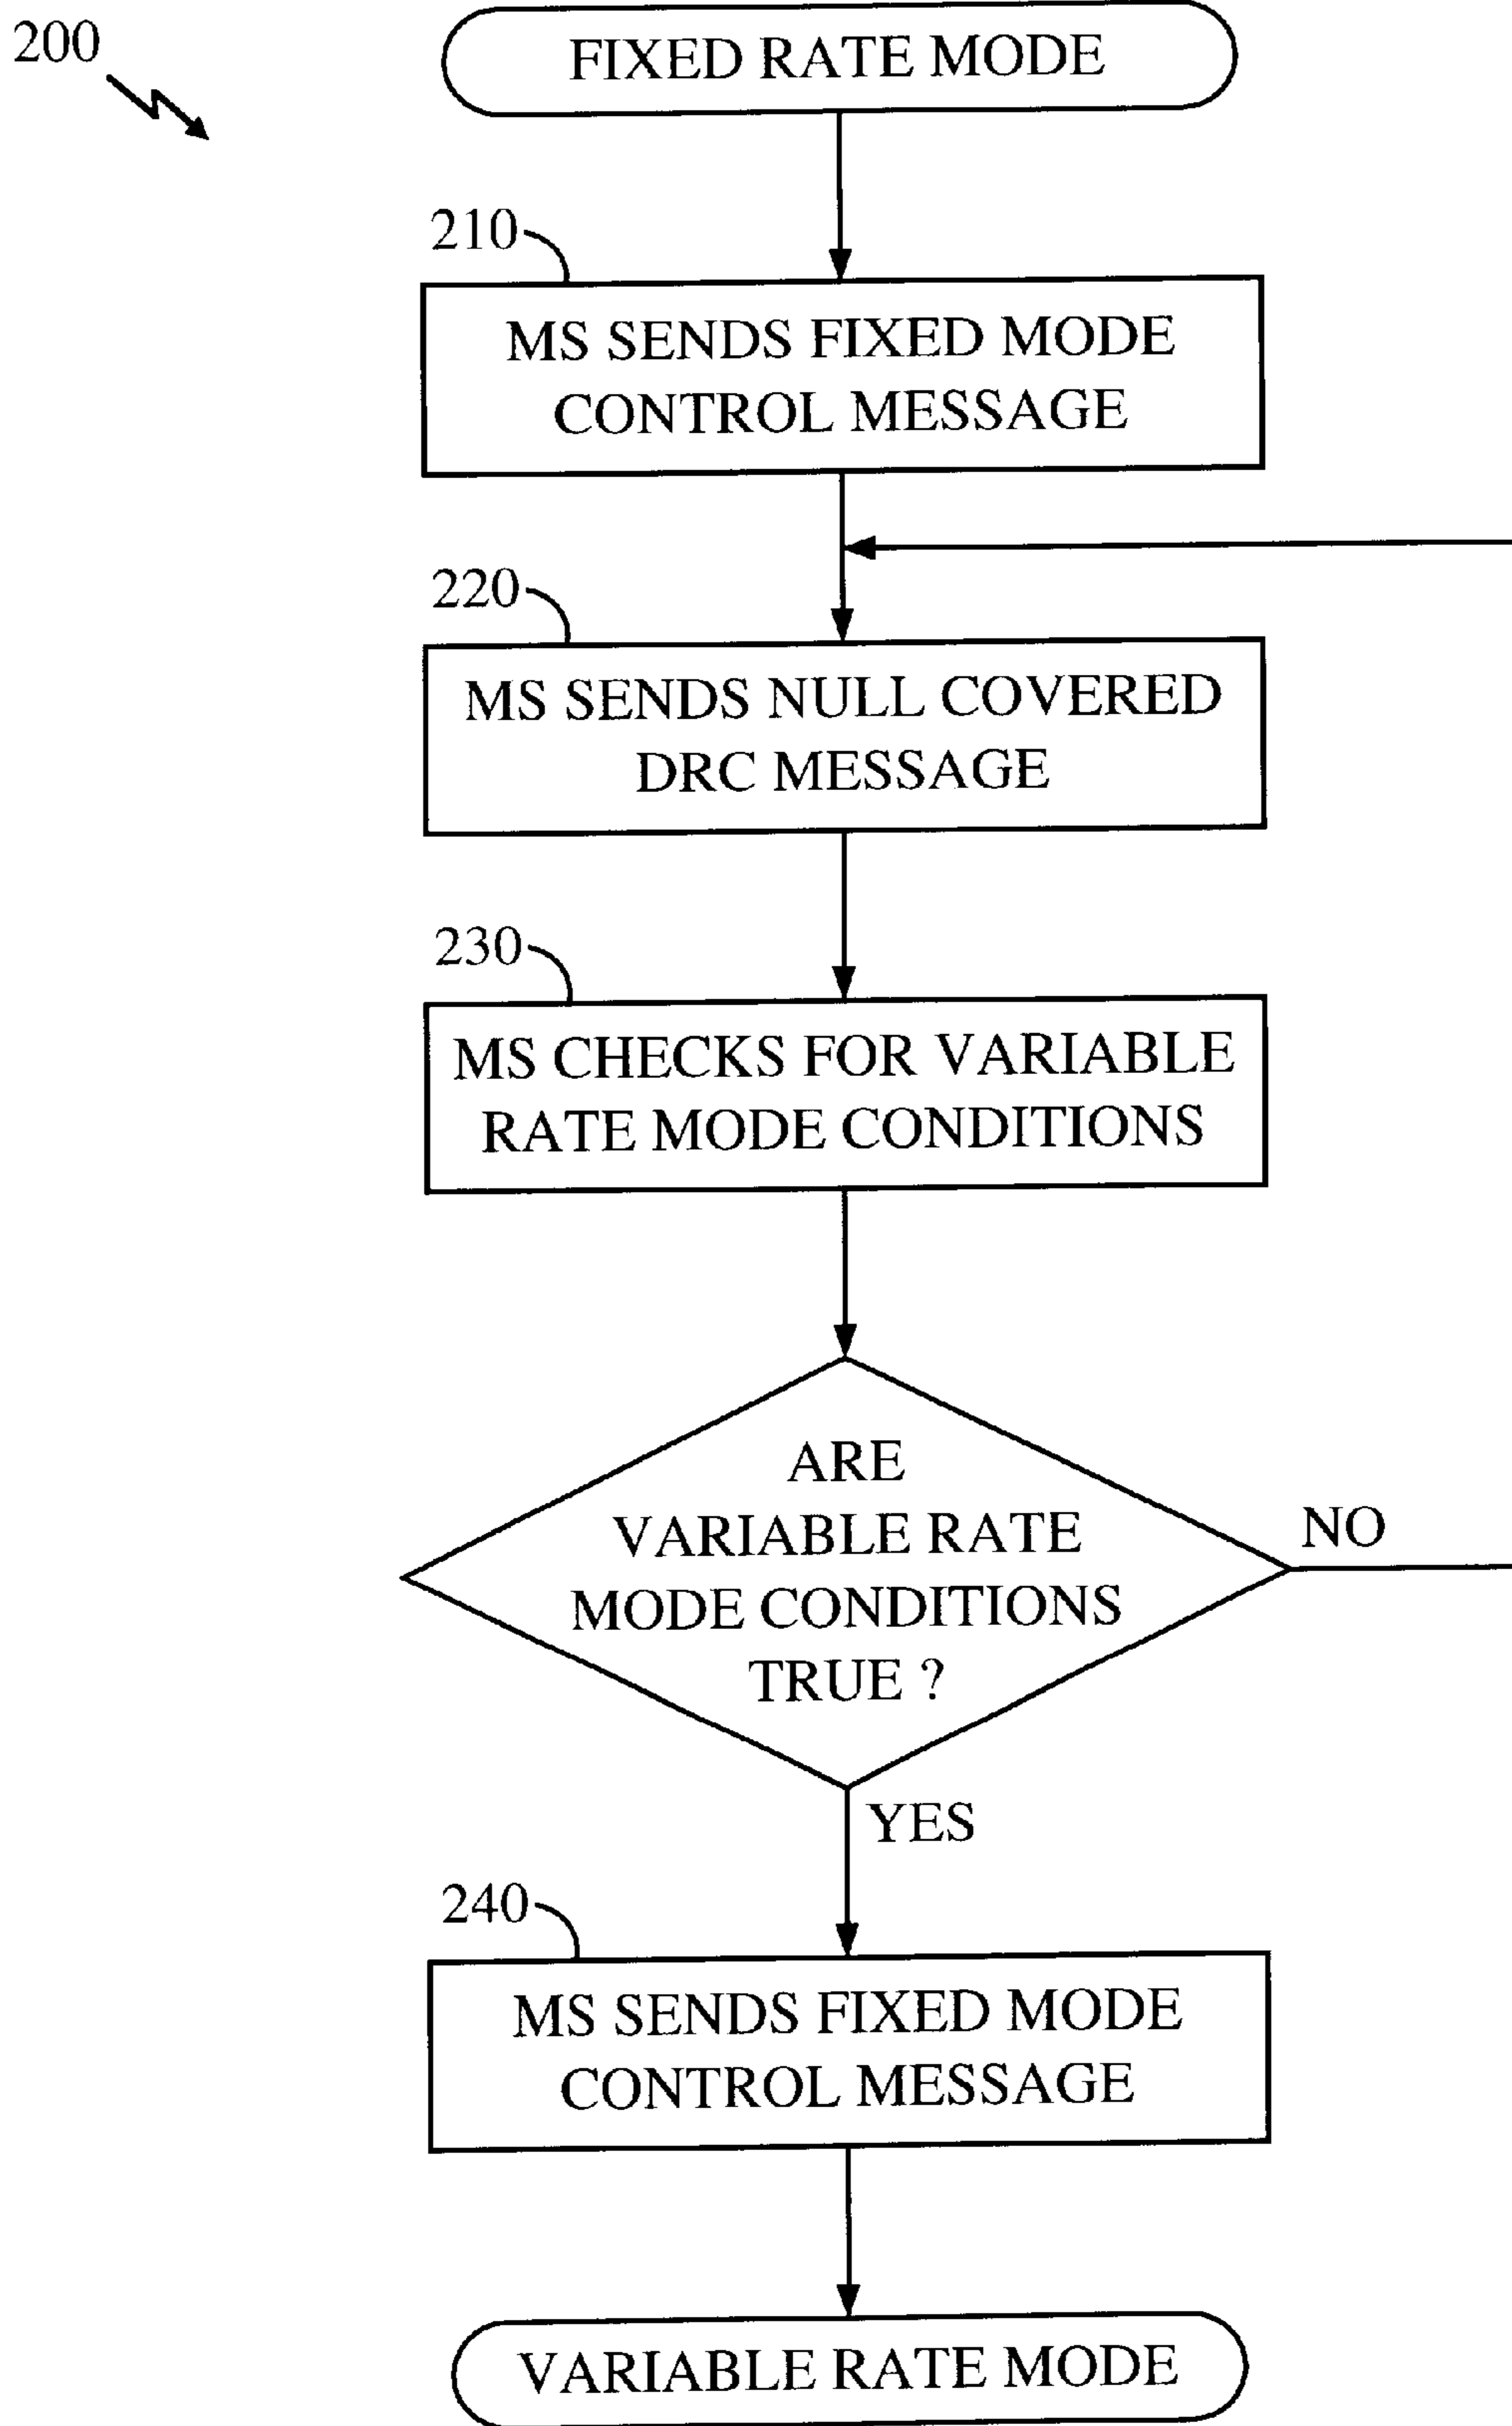 200
FIXED RATE MODE
210
MS SENDS FIXED MODE
CONTROL MESSAGE
220
MS SENDS NULL COVERED
DRC MESSAGE
230
MS CHECKS FOR VARIABLE
RATE MODE CONDITIONS
ARE
VARIABLE RATE
MODE CONDITIONS
TRUE ?
NO
YES
240
MS SENDS FIXED MODE
CONTROL MESSAGE
VARIABLE RATE MODE